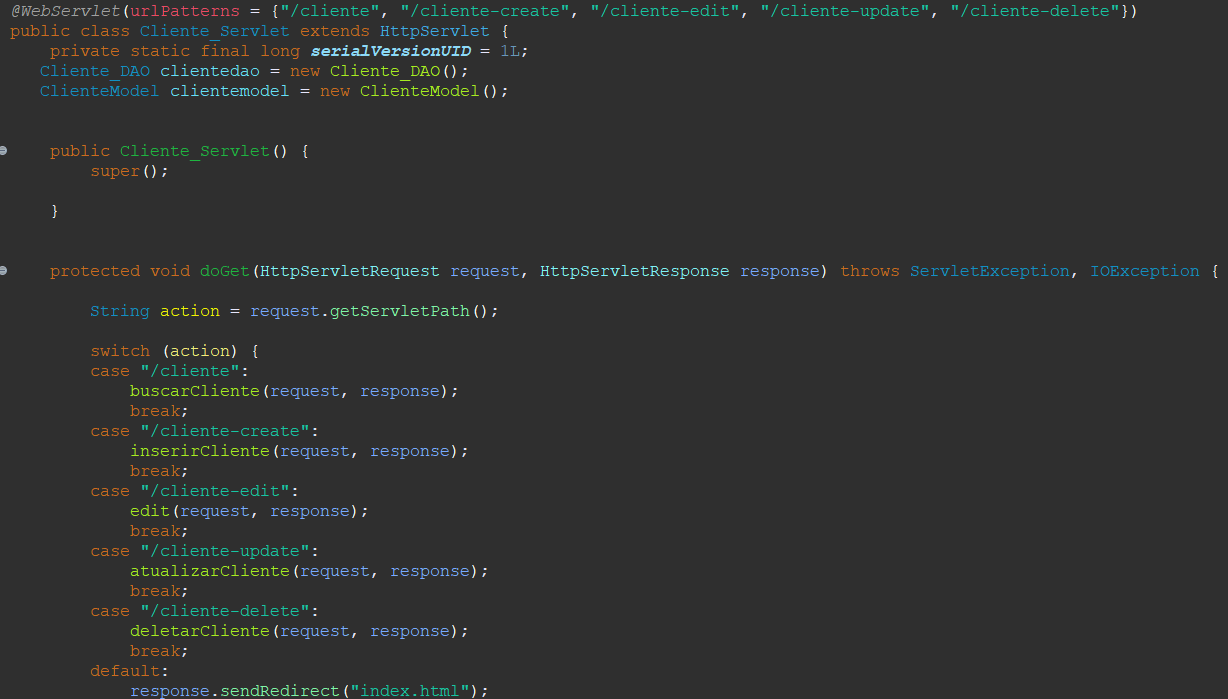 @WebServlet(urlPatterns = {"/cliente", "/cliente-create", "/cliente-edit", "/cliente-update", "/cliente-delete"})
public class Cliente_Servlet extends HttpServlet {
    private static final long serialVersionUID = 1L;
   Cliente_DAO clientedao = new Cliente_DAO();
   ClienteModel clientemodel = new ClienteModel();
    public Cliente_Servlet() {
        super();
    }
    protected void doGet(HttpServletRequest request, HttpServletResponse response) throws ServletException, IOException {
        String action = request.getServletPath();
        switch (action) {
        case "/cliente":
            buscarCliente(request, response);
            break;
        case "/cliente-create":
            inserirCliente(request, response);
            break;
        case "/cliente-edit":
            edit(request, response);
            break;
        case "/cliente-update":
            atualizarCliente(request, response);
            break;
        case "/cliente-delete":
            deletarCliente(request, response);
            break;
        default:
            response.sendRedirect("index.html");